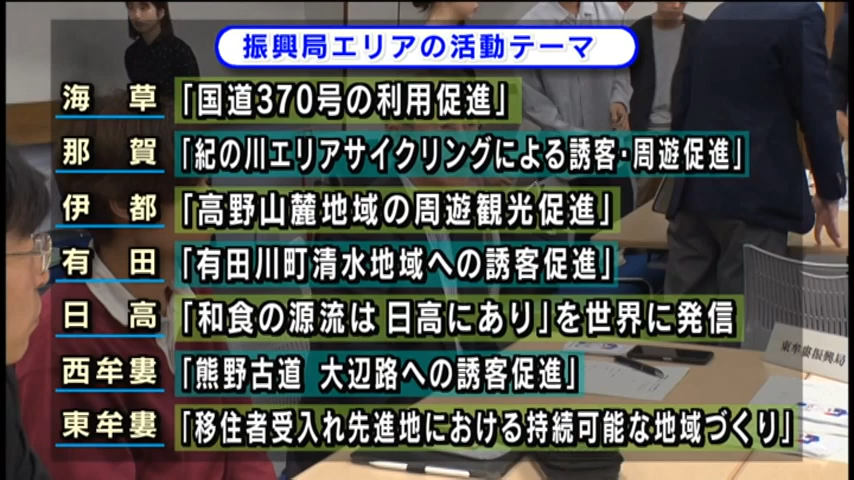 振興局エリアの活動テーマ
海草 「国道370号の利用促進」
那賀 「紀の川エリアサイクリングによる誘客・周遊促進」
伊都 「高野山麓地域の周遊観光促進」
有田 「有田川町清水地域への誘客促進」
日高 「和食の源流は 日高にあり」を世界に発信
西牟婁 「熊野古道 大辺路への誘客促進」
東牟婁 「移住者受入れ先進地における持続可能な地域づくり」
東牟婁振興局